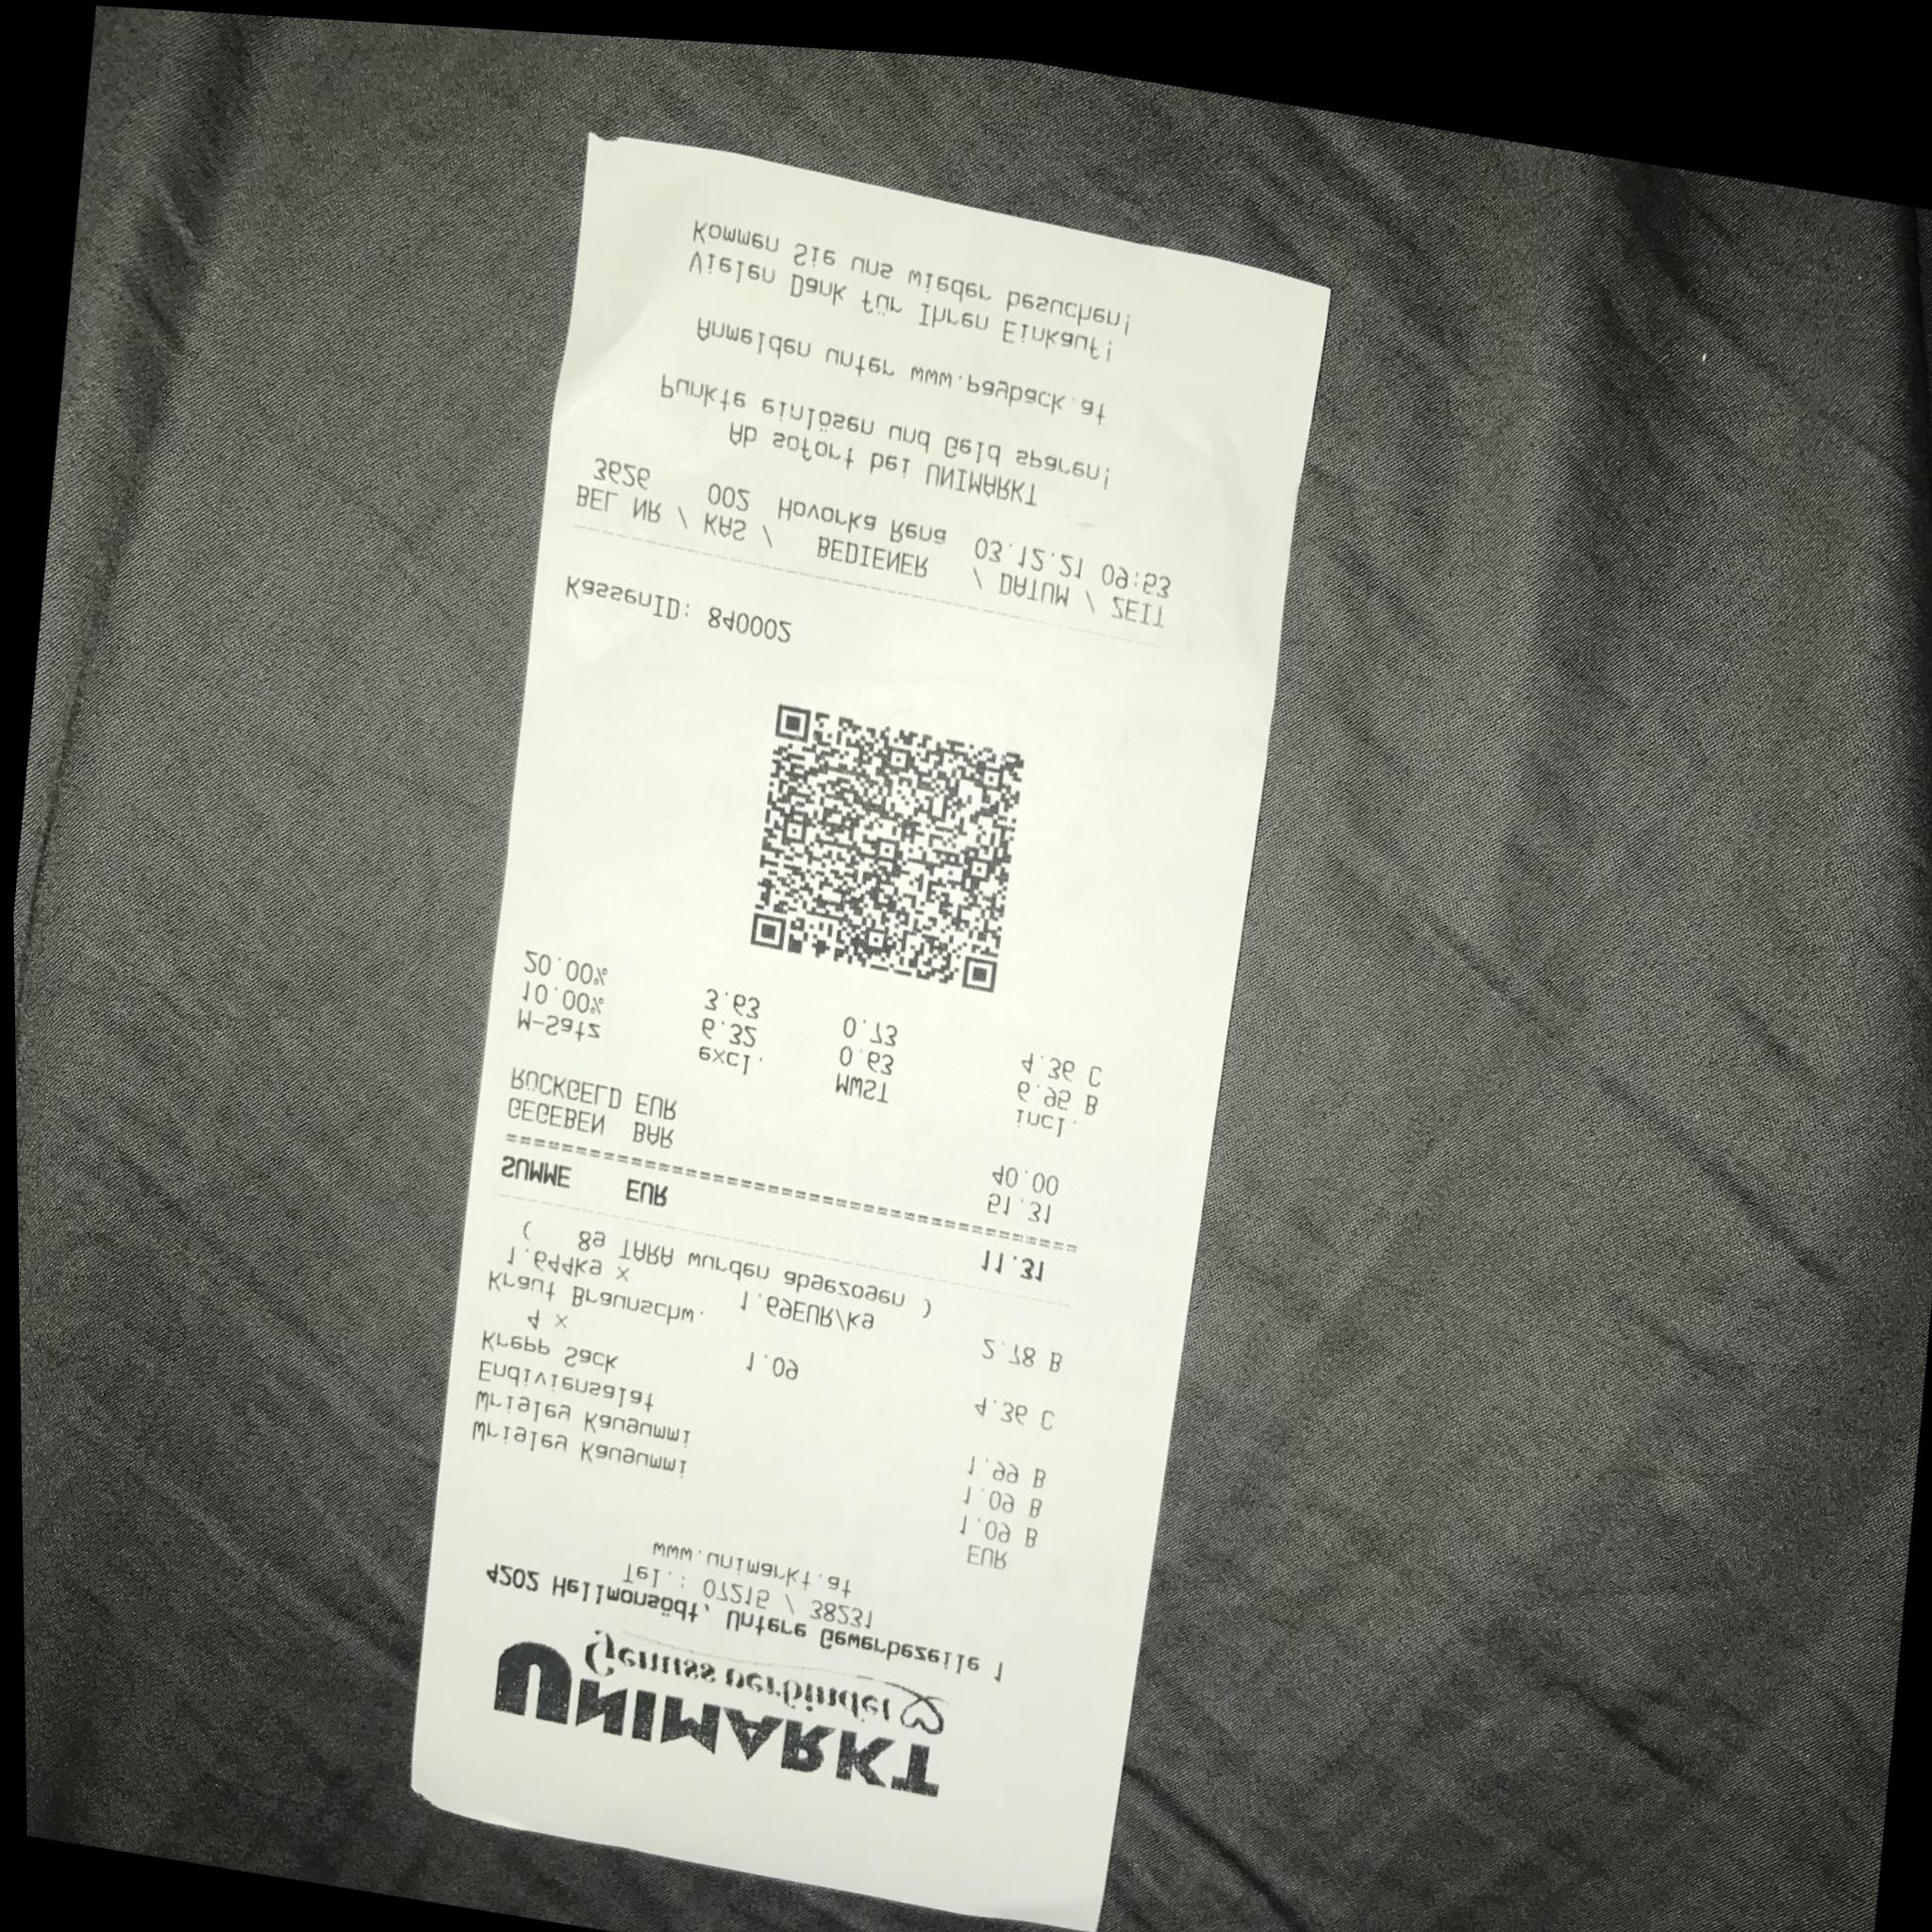 UNIMARKT
Genuss verbindet
4202 Hellmonsödt, Untere Gewerbezeile 1
Tel.: 07215 / 38231
www.unimarkt.at
EUR
Wrigley Kaugummi 1.09 B
Wrigley Kaugummi 1.09 B
Endiviensalat 1.99 B
Krepp Sack
4 x 1.09 4.36 C
Kraut Braunschw.
1.644kg x 1.69EUR/kg 2.78 B
( 8g TARA wurden abgezogen )
SUMME EUR 11.31
========================================
GEGEBEN BAR 51.31
RÜCKGELD EUR 40.00
M-Satz excl. MWST incl.
10.00% 6.32 0.63 6.95 B
20.00% 3.63 0.73 4.36 C
KassenID: 840002
BEL NR / KAS / BEDIENER / DATUM / ZEIT
3626 002 Hovorka Rena 03.12.21 09:53
Ab sofort bei UNIMARKT
Punkte einlösen und Geld sparen!
Anmelden unter www.payback.at
Vielen Dank für Ihren Einkauf!
Kommen Sie uns wieder besuchen!